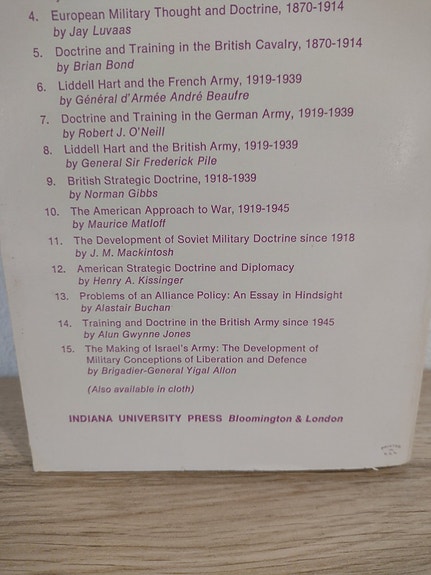 4. European Military Thought and Doctrine, 1870-1914
by Jay Luvaas
5. Doctrine and Training in the British Cavalry, 1870-1914
by Brian Bond
6. Liddell Hart and the French Army, 1919-1939
by Général d'Armée André Beaufre
7. Doctrine and Training in the German Army, 1919-1939
by Robert J. O'Neill
8. Liddell Hart and the British Army, 1919-1939
by General Sir Frederick Pile
9. British Strategic Doctrine, 1918-1939
by Norman Gibbs
10. The American Approach to War, 1919-1945
by Maurice Matloff
11. The Development of Soviet Military Doctrine since 1918
by J. M. Mackintosh
12. American Strategic Doctrine and Diplomacy
by Henry A. Kissinger
13. Problems of an Alliance Policy: An Essay in Hindsight
by Alastair Buchan
14. Training and Doctrine in the British Army since 1945
by Alun Gwynne Jones
15. The Making of Israel's Army: The Development of
Military Conceptions of Liberation and Defence
by Brigadier-General Yigal Allon
(Also available in cloth)
INDIANA UNIVERSITY PRESS Bloomington & London